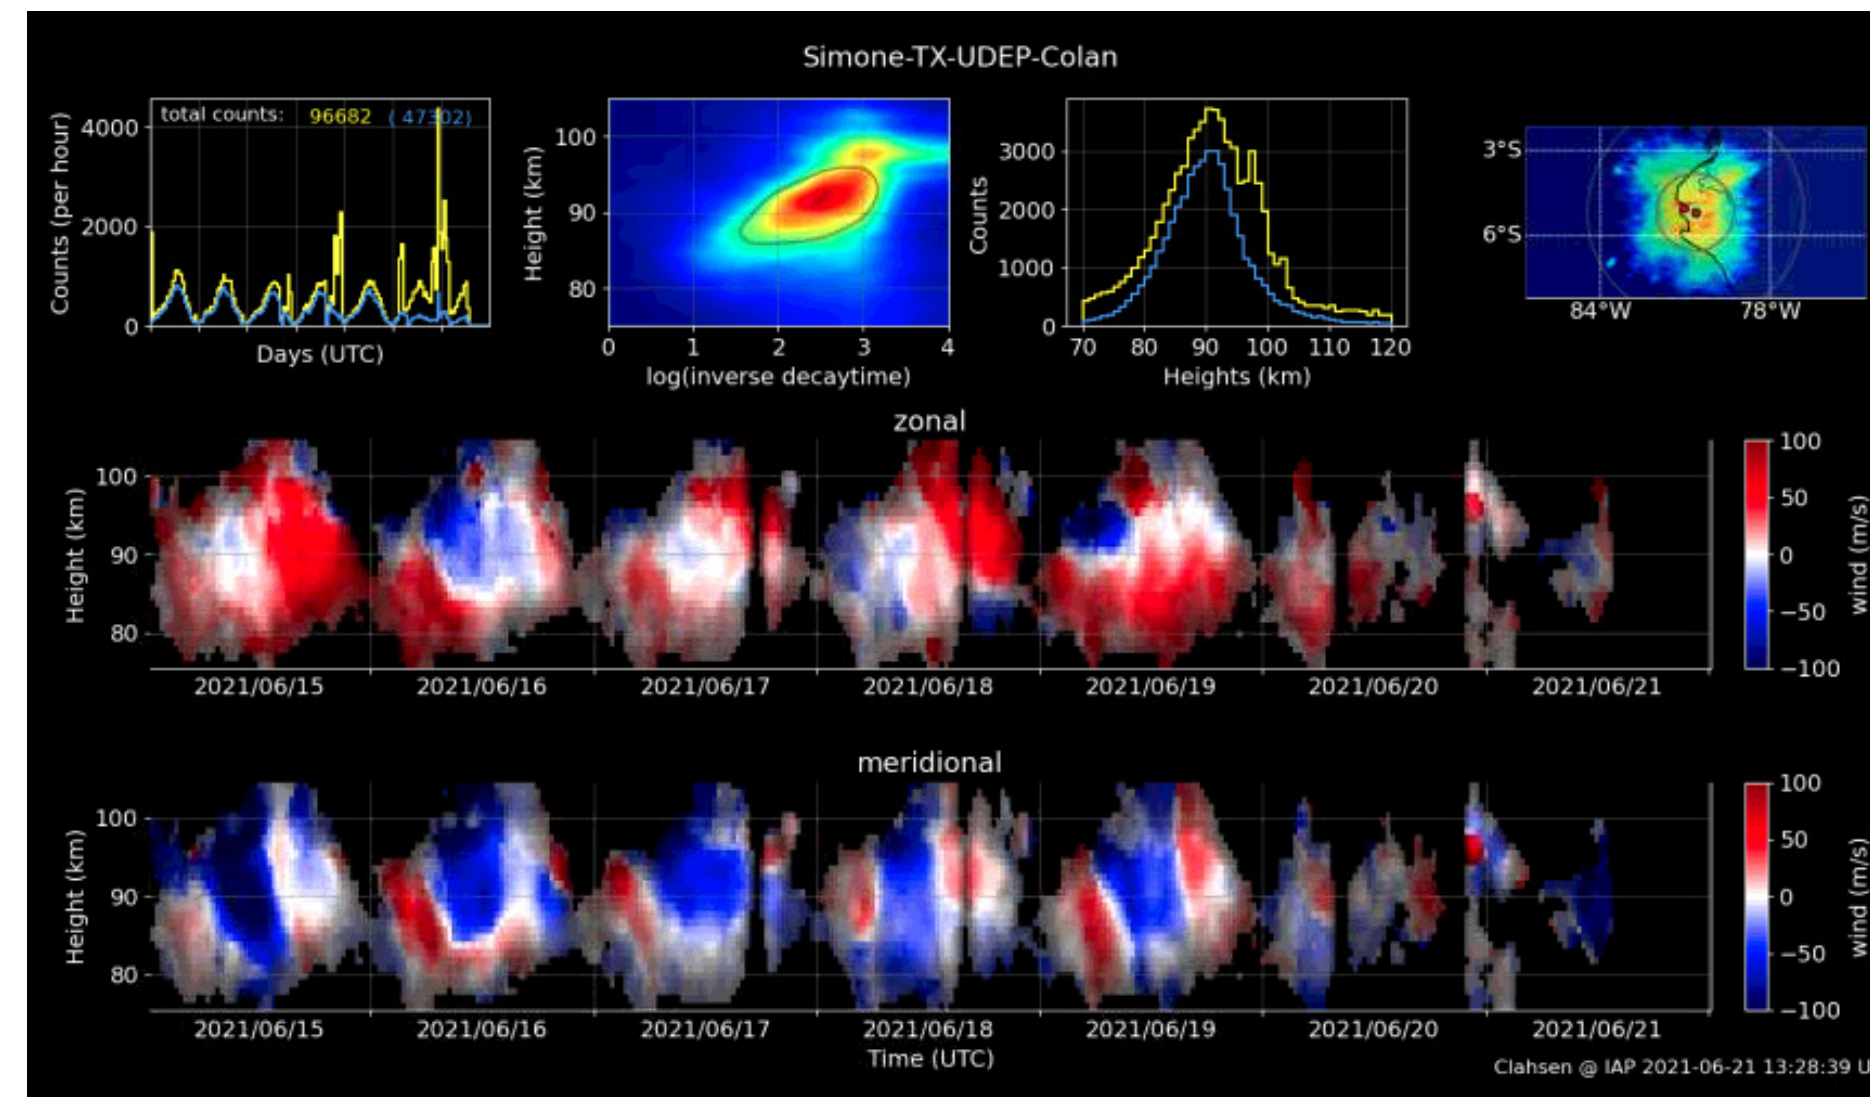 Simone-TX-UDEP-Colan
total counts: 96682 ( 47302)
Counts (per hour)
4000
2000
0
Days (UTC)
Height (km)
100
90
80
0 1 2 3 4
log(inverse decaytime)
Counts
3000
2000
1000
0
70 80 90 100 110 120
Heights (km)
3°S
6°S
84°W 78°W
zonal
Height (km)
100
90
80
2021/06/15 2021/06/16 2021/06/17 2021/06/18 2021/06/19 2021/06/20 2021/06/21
100
50
0
−50
−100
wind (m/s)
meridional
Height (km)
100
90
80
2021/06/15 2021/06/16 2021/06/17 2021/06/18 2021/06/19 2021/06/20 2021/06/21
Time (UTC)
100
50
0
−50
−100
wind (m/s)
Clahsen @ IAP 2021-06-21 13:28:39 U